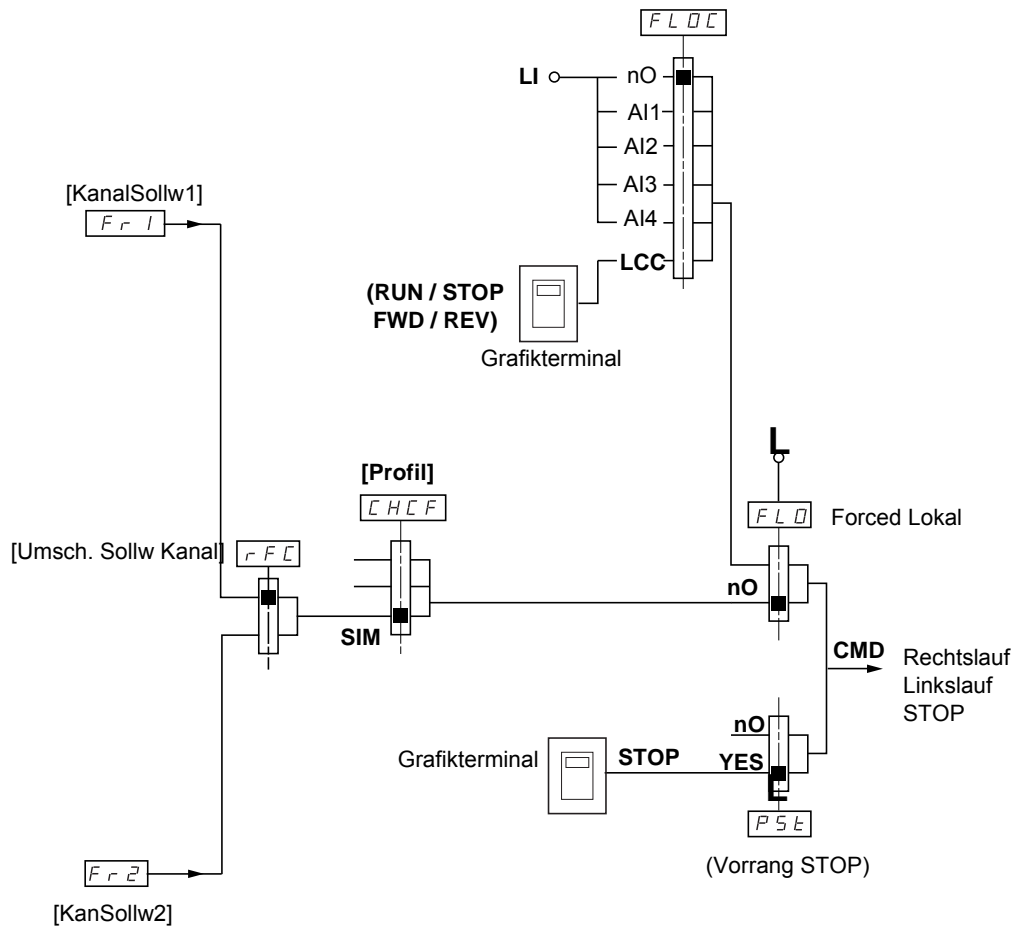 FLOC
LI
nO
AI1
AI2
AI3
AI4
LCC
[KanalSollw1]
Fr1
(RUN / STOP
FWD / REV)
Grafikterminal
L
[Profil]
CHCF
FLO
Forced Lokal
[Umsch. Sollw Kanal]
rFC
nO
SIM
CMD
Rechtslauf
Linkslauf
STOP
nO
Grafikterminal
STOP
YES
L
PSt
(Vorrang STOP)
Fr2
[KanSollw2]